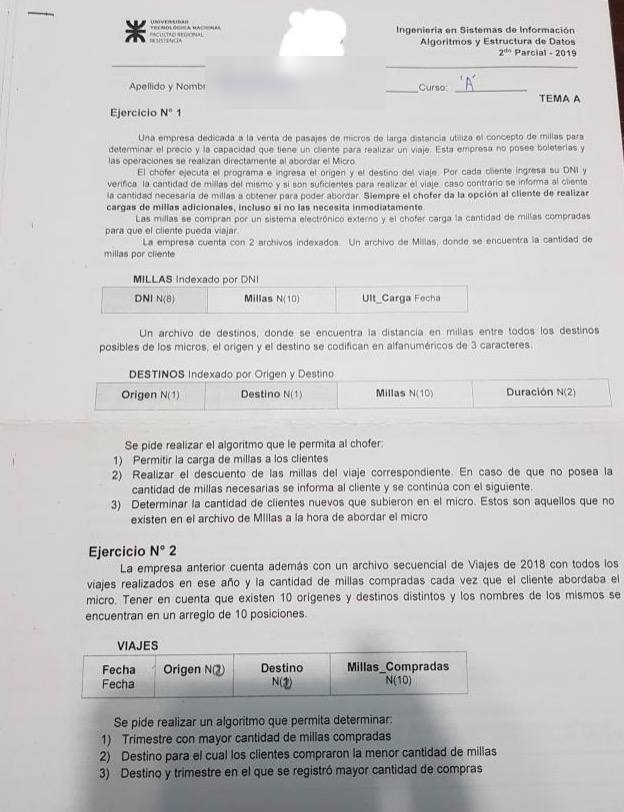 UNIVERSIDAD
TECNOLÓGICA NACIONAL
FACULTAD REGIONAL
RESISTENCIA
Ingeniería en Sistemas de Información
Algoritmos y Estructura de Datos
2do Parcial - 2019
Apellido y Nombr
Curso: 'A'
TEMA A
Ejercicio N° 1
Una empresa dedicada a la venta de pasajes de micros de larga distancia utiliza el concepto de millas para
determinar el precio y la capacidad que tiene un cliente para realizar un viaje. Esta empresa no posee boleterías y
las operaciones se realizan directamente al abordar el Micro.
El chofer ejecuta el programa e ingresa el origen y el destino del viaje. Por cada cliente ingresa su DNI y
verifica la cantidad de millas del mismo y si son suficientes para realizar el viaje, caso contrario se informa al cliente
la cantidad necesaria de millas a obtener para poder abordar. Siempre el chofer da la opción al cliente de realizar
cargas de millas adicionales, incluso si no las necesita inmediatamente.
Las millas se compran por un sistema electrónico externo y el chofer carga la cantidad de millas compradas
para que el cliente pueda viajar.
La empresa cuenta con 2 archivos indexados. Un archivo de Millas, donde se encuentra la cantidad de
millas por cliente
MILLAS Indexado por DNI
DNI N(8) Millas N(10) Ult_Carga Fecha
Un archivo de destinos, donde se encuentra la distancia en millas entre todos los destinos
posibles de los micros, el origen y el destino se codifican en alfanuméricos de 3 caracteres.
DESTINOS Indexado por Origen y Destino
Origen N(1) Destino N(1) Millas N(10) Duración N(2)
Se pide realizar el algoritmo que le permita al chofer:
1) Permitir la carga de millas a los clientes
2) Realizar el descuento de las millas del viaje correspondiente. En caso de que no posea la
cantidad de millas necesarias se informa al cliente y se continúa con el siguiente.
3) Determinar la cantidad de clientes nuevos que subieron en el micro. Estos son aquellos que no
existen en el archivo de MIllas a la hora de abordar el micro
Ejercicio N° 2
La empresa anterior cuenta además con un archivo secuencial de Viajes de 2018 con todos los
viajes realizados en ese año y la cantidad de millas compradas cada vez que el cliente abordaba el
micro. Tener en cuenta que existen 10 orígenes y destinos distintos y los nombres de los mismos se
encuentran en un arreglo de 10 posiciones.
VIAJES
Fecha Origen N(2) Destino Millas_Compradas
Fecha N(2) N(10)
Se pide realizar un algoritmo que permita determinar:
1) Trimestre con mayor cantidad de millas compradas
2) Destino para el cual los clientes compraron la menor cantidad de millas
3) Destino y trimestre en el que se registró mayor cantidad de compras